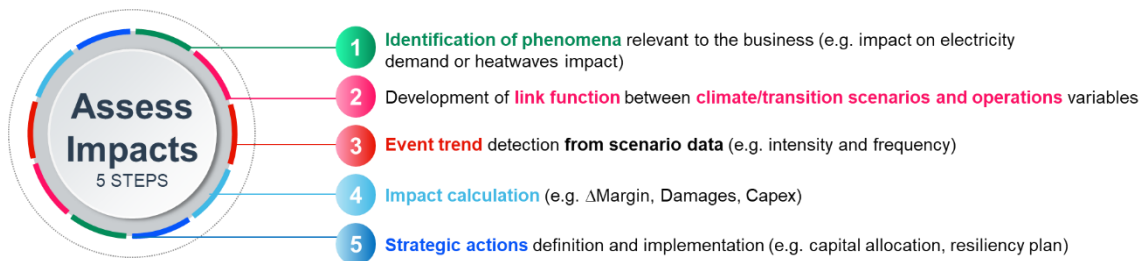 Assess
Impacts
5 STEPS
1
Identification of phenomena relevant to the business (e.g. impact on electricity
demand or heatwaves impact)
2
Development of link function between climate/transition scenarios and operations variables
3
Event trend detection from scenario data (e.g. intensity and frequency)
4
Impact calculation (e.g. ΔMargin, Damages, Capex)
5
Strategic actions definition and implementation (e.g. capital allocation, resiliency plan)